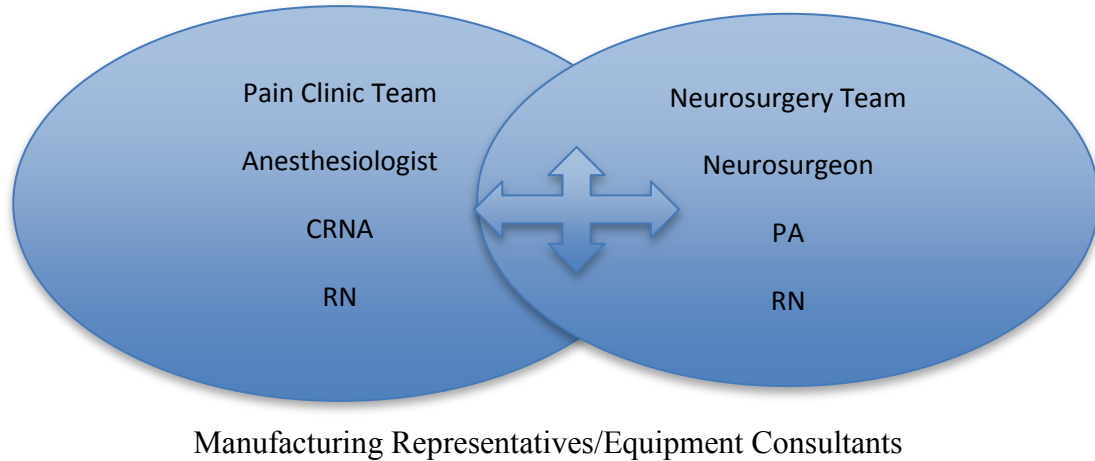 Pain Clinic Team
Anesthesiologist
CRNA
RN
Neurosurgery Team
Neurosurgeon
PA
RN
Manufacturing Representatives/Equipment Consultants